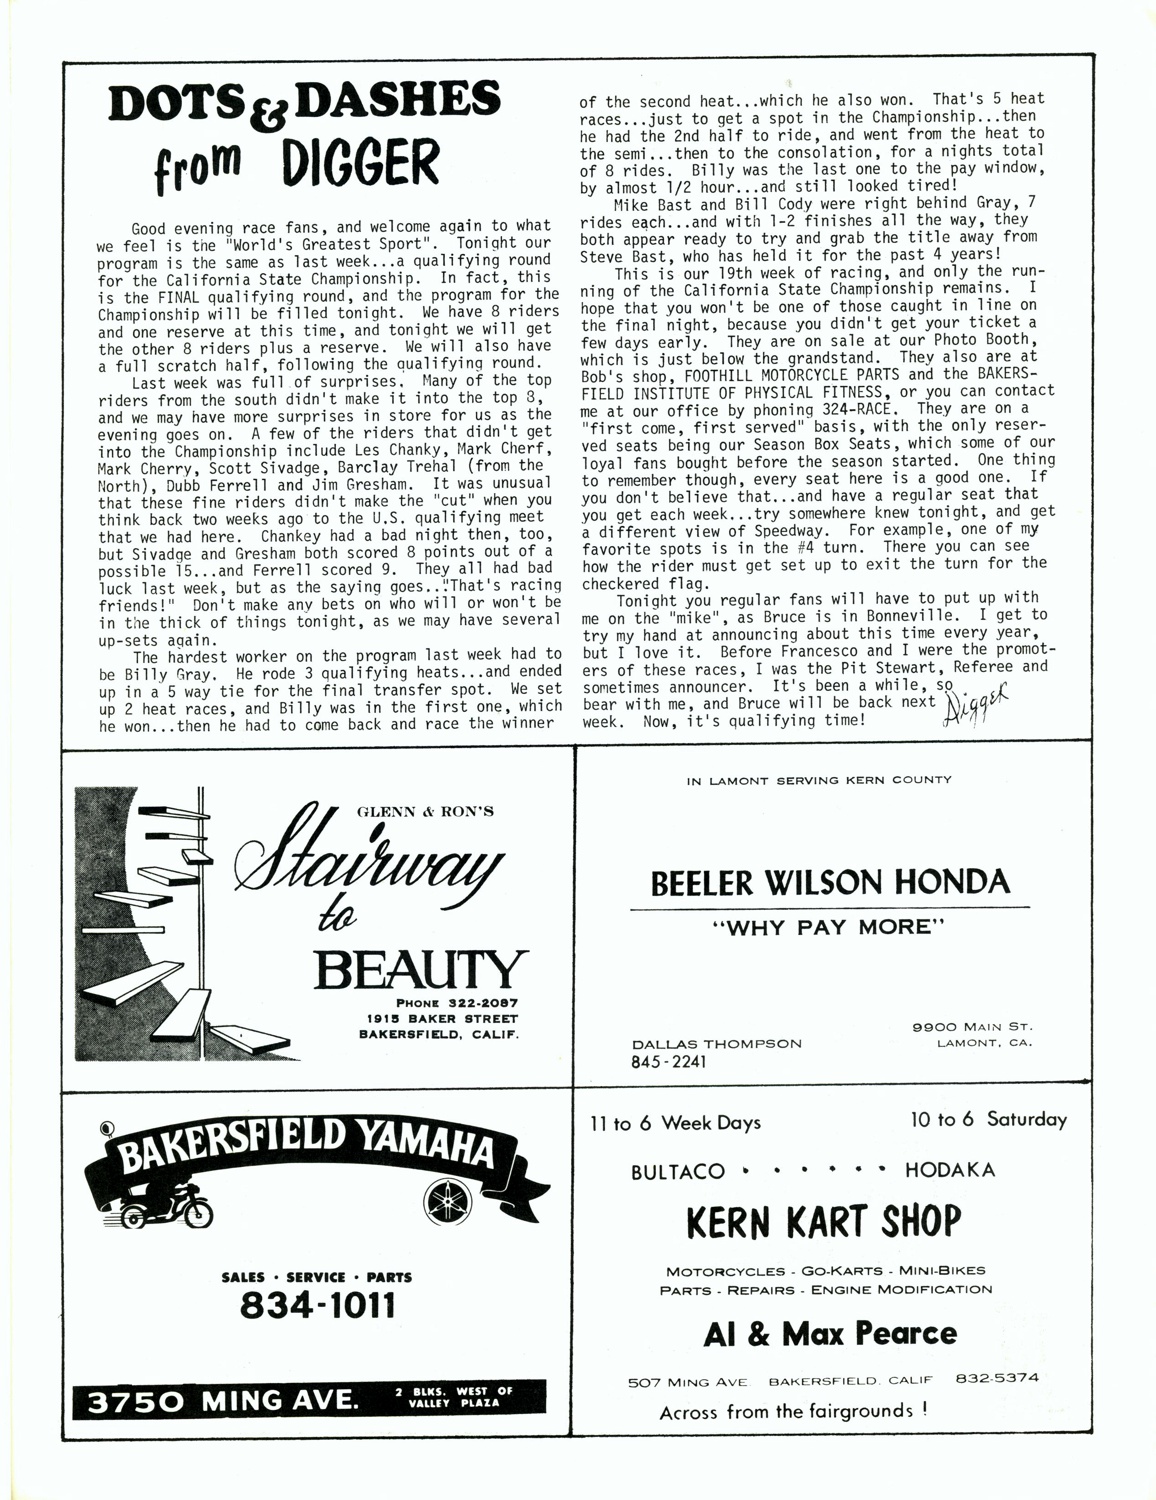 DOTS & DASHES
from DIGGER
Good evening race fans, and welcome again to what
we feel is the "World's Greatest Sport". Tonight our
program is the same as last week...a qualifying round
for the California State Championship. In fact, this
is the FINAL qualifying round, and the program for the
Championship will be filled tonight. We have 8 riders
and one reserve at this time, and tonight we will get
the other 8 riders plus a reserve. We will also have
a full scratch half, following the qualifying round.
Last week was full of surprises. Many of the top
riders from the south didn't make it into the top 8,
and we may have more surprises in store for us as the
evening goes on. A few of the riders that didn't get
into the Championship include Les Chanky, Mark Cherf,
Mark Cherry, Scott Sivadge, Barclay Trehal (from the
North), Dubb Ferrell and Jim Gresham. It was unusual
that these fine riders didn't make the "cut" when you
think back two weeks ago to the U.S. qualifying meet
that we had here. Chankey had a bad night then, too,
but Sivadge and Gresham both scored 8 points out of a
possible 15...and Ferrell scored 9. They all had bad
luck last week, but as the saying goes.."That's racing
friends!" Don't make any bets on who will or won't be
in the thick of things tonight, as we may have several
up-sets again.
The hardest worker on the program last week had to
be Billy Gray. He rode 3 qualifying heats...and ended
up in a 5 way tie for the final transfer spot. We set
up 2 heat races, and Billy was in the first one, which
he won...then he had to come back and race the winner
of the second heat...which he also won. That's 5 heat
races...just to get a spot in the Championship...then
he had the 2nd half to ride, and went from the heat to
the semi...then to the consolation, for a nights total
of 8 rides. Billy was the last one to the pay window,
by almost 1/2 hour...and still looked tired!
Mike Bast and Bill Cody were right behind Gray, 7
rides each...and with 1-2 finishes all the way, they
both appear ready to try and grab the title away from
Steve Bast, who has held it for the past 4 years!
This is our 19th week of racing, and only the run-
ning of the California State Championship remains. I
hope that you won't be one of those caught in line on
the final night, because you didn't get your ticket a
few days early. They are on sale at our Photo Booth,
which is just below the grandstand. They also are at
Bob's shop, FOOTHILL MOTORCYCLE PARTS and the BAKERS-
FIELD INSTITUTE OF PHYSICAL FITNESS, or you can contact
me at our office by phoning 324-RACE. They are on a
"first come, first served" basis, with the only reser-
ved seats being our Season Box Seats, which some of our
loyal fans bought before the season started. One thing
to remember though, every seat here is a good one. If
you don't believe that...and have a regular seat that
you get each week...try somewhere knew tonight, and get
a different view of Speedway. For example, one of my
favorite spots is in the #4 turn. There you can see
how the rider must get set up to exit the turn for the
checkered flag.
Tonight you regular fans will have to put up with
me on the "mike", as Bruce is in Bonneville. I get to
try my hand at announcing about this time every year,
but I love it. Before Francesco and I were the promot-
ers of these races, I was the Pit Stewart, Referee and
sometimes announcer. It's been a while, so
bear with me, and Bruce will be back next
week. Now, it's qualifying time!
Digger
GLENN & RON'S
Stairway
to
BEAUTY
PHONE 322-2087
1915 BAKER STREET
BAKERSFIELD, CALIF.
IN LAMONT SERVING KERN COUNTY
BEELER WILSON HONDA
"WHY PAY MORE"
DALLAS THOMPSON
845-2241
9900 MAIN ST.
LAMONT, CA.
BAKERSFIELD YAMAHA
SALES · SERVICE · PARTS
834-1011
3750 MING AVE.
2 BLKS. WEST OF
VALLEY PLAZA
11 to 6 Week Days 10 to 6 Saturday
BULTACO · · · · · · HODAKA
KERN KART SHOP
MOTORCYCLES - GO-KARTS - MINI-BIKES
PARTS - REPAIRS - ENGINE MODIFICATION
Al & Max Pearce
507 MING AVE. BAKERSFIELD, CALIF 832-5374
Across from the fairgrounds !